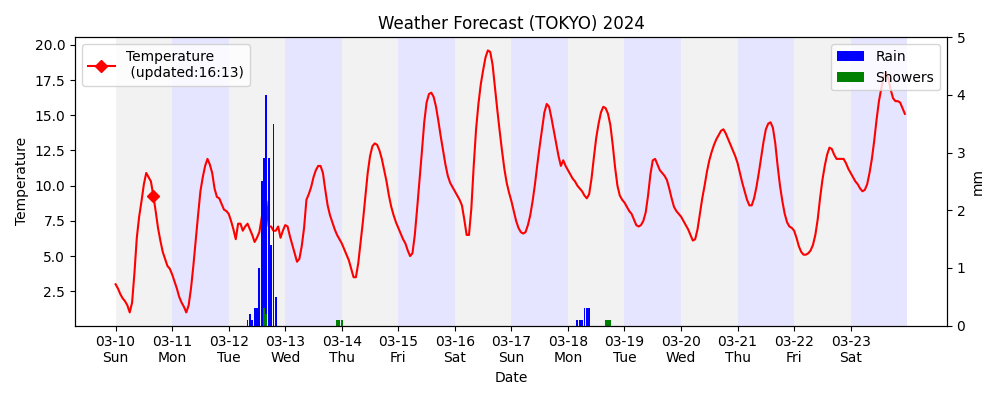 Weather Forecast (TOKYO) 2024
Temperature
(updated:16:13)
Rain
Showers
Temperature
20.0
17.5
15.0
12.5
10.0
7.5
5.0
2.5
5
4
3
2
1
0
mm
03-10 03-11 03-12 03-13 03-14 03-15 03-16 03-17 03-18 03-19 03-20 03-21 03-22 03-23
Sun Mon Tue Wed Thu Fri Sat Sun Mon Tue Wed Thu Fri Sat
Date